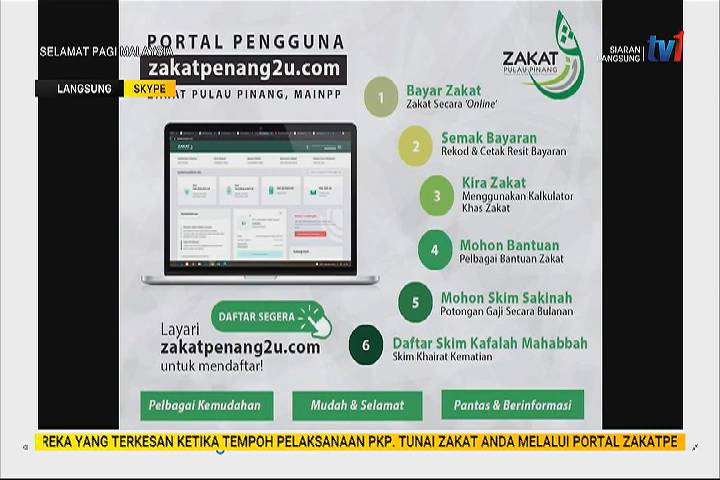 SELAMAT PAGI MALAYSIA
LANGSUNG SKYPE
SIARAN
LANGSUNG tv1
PORTAL PENGGUNA
zakatpenang2u.com
ZAKAT PULAU PINANG, MAINPP
ZAKAT
PULAU PINANG
1 Bayar Zakat
Zakat Secara 'Online'
2 Semak Bayaran
Rekod & Cetak Resit Bayaran
3 Kira Zakat
Menggunakan Kalkulator
Khas Zakat
4 Mohon Bantuan
Pelbagai Bantuan Zakat
5 Mohon Skim Sakinah
Potongan Gaji Secara Bulanan
6 Daftar Skim Kafalah Mahabbah
Skim Khairat Kematian
DAFTAR SEGERA
Layari
zakatpenang2u.com
untuk mendaftar!
Pelbagai Kemudahan
Mudah & Selamat
Pantas & Berinformasi
REKA YANG TERKESAN KETIKA TEMPOH PELAKSANAAN PKP. TUNAI ZAKAT ANDA MELALUI PORTAL ZAKATPE